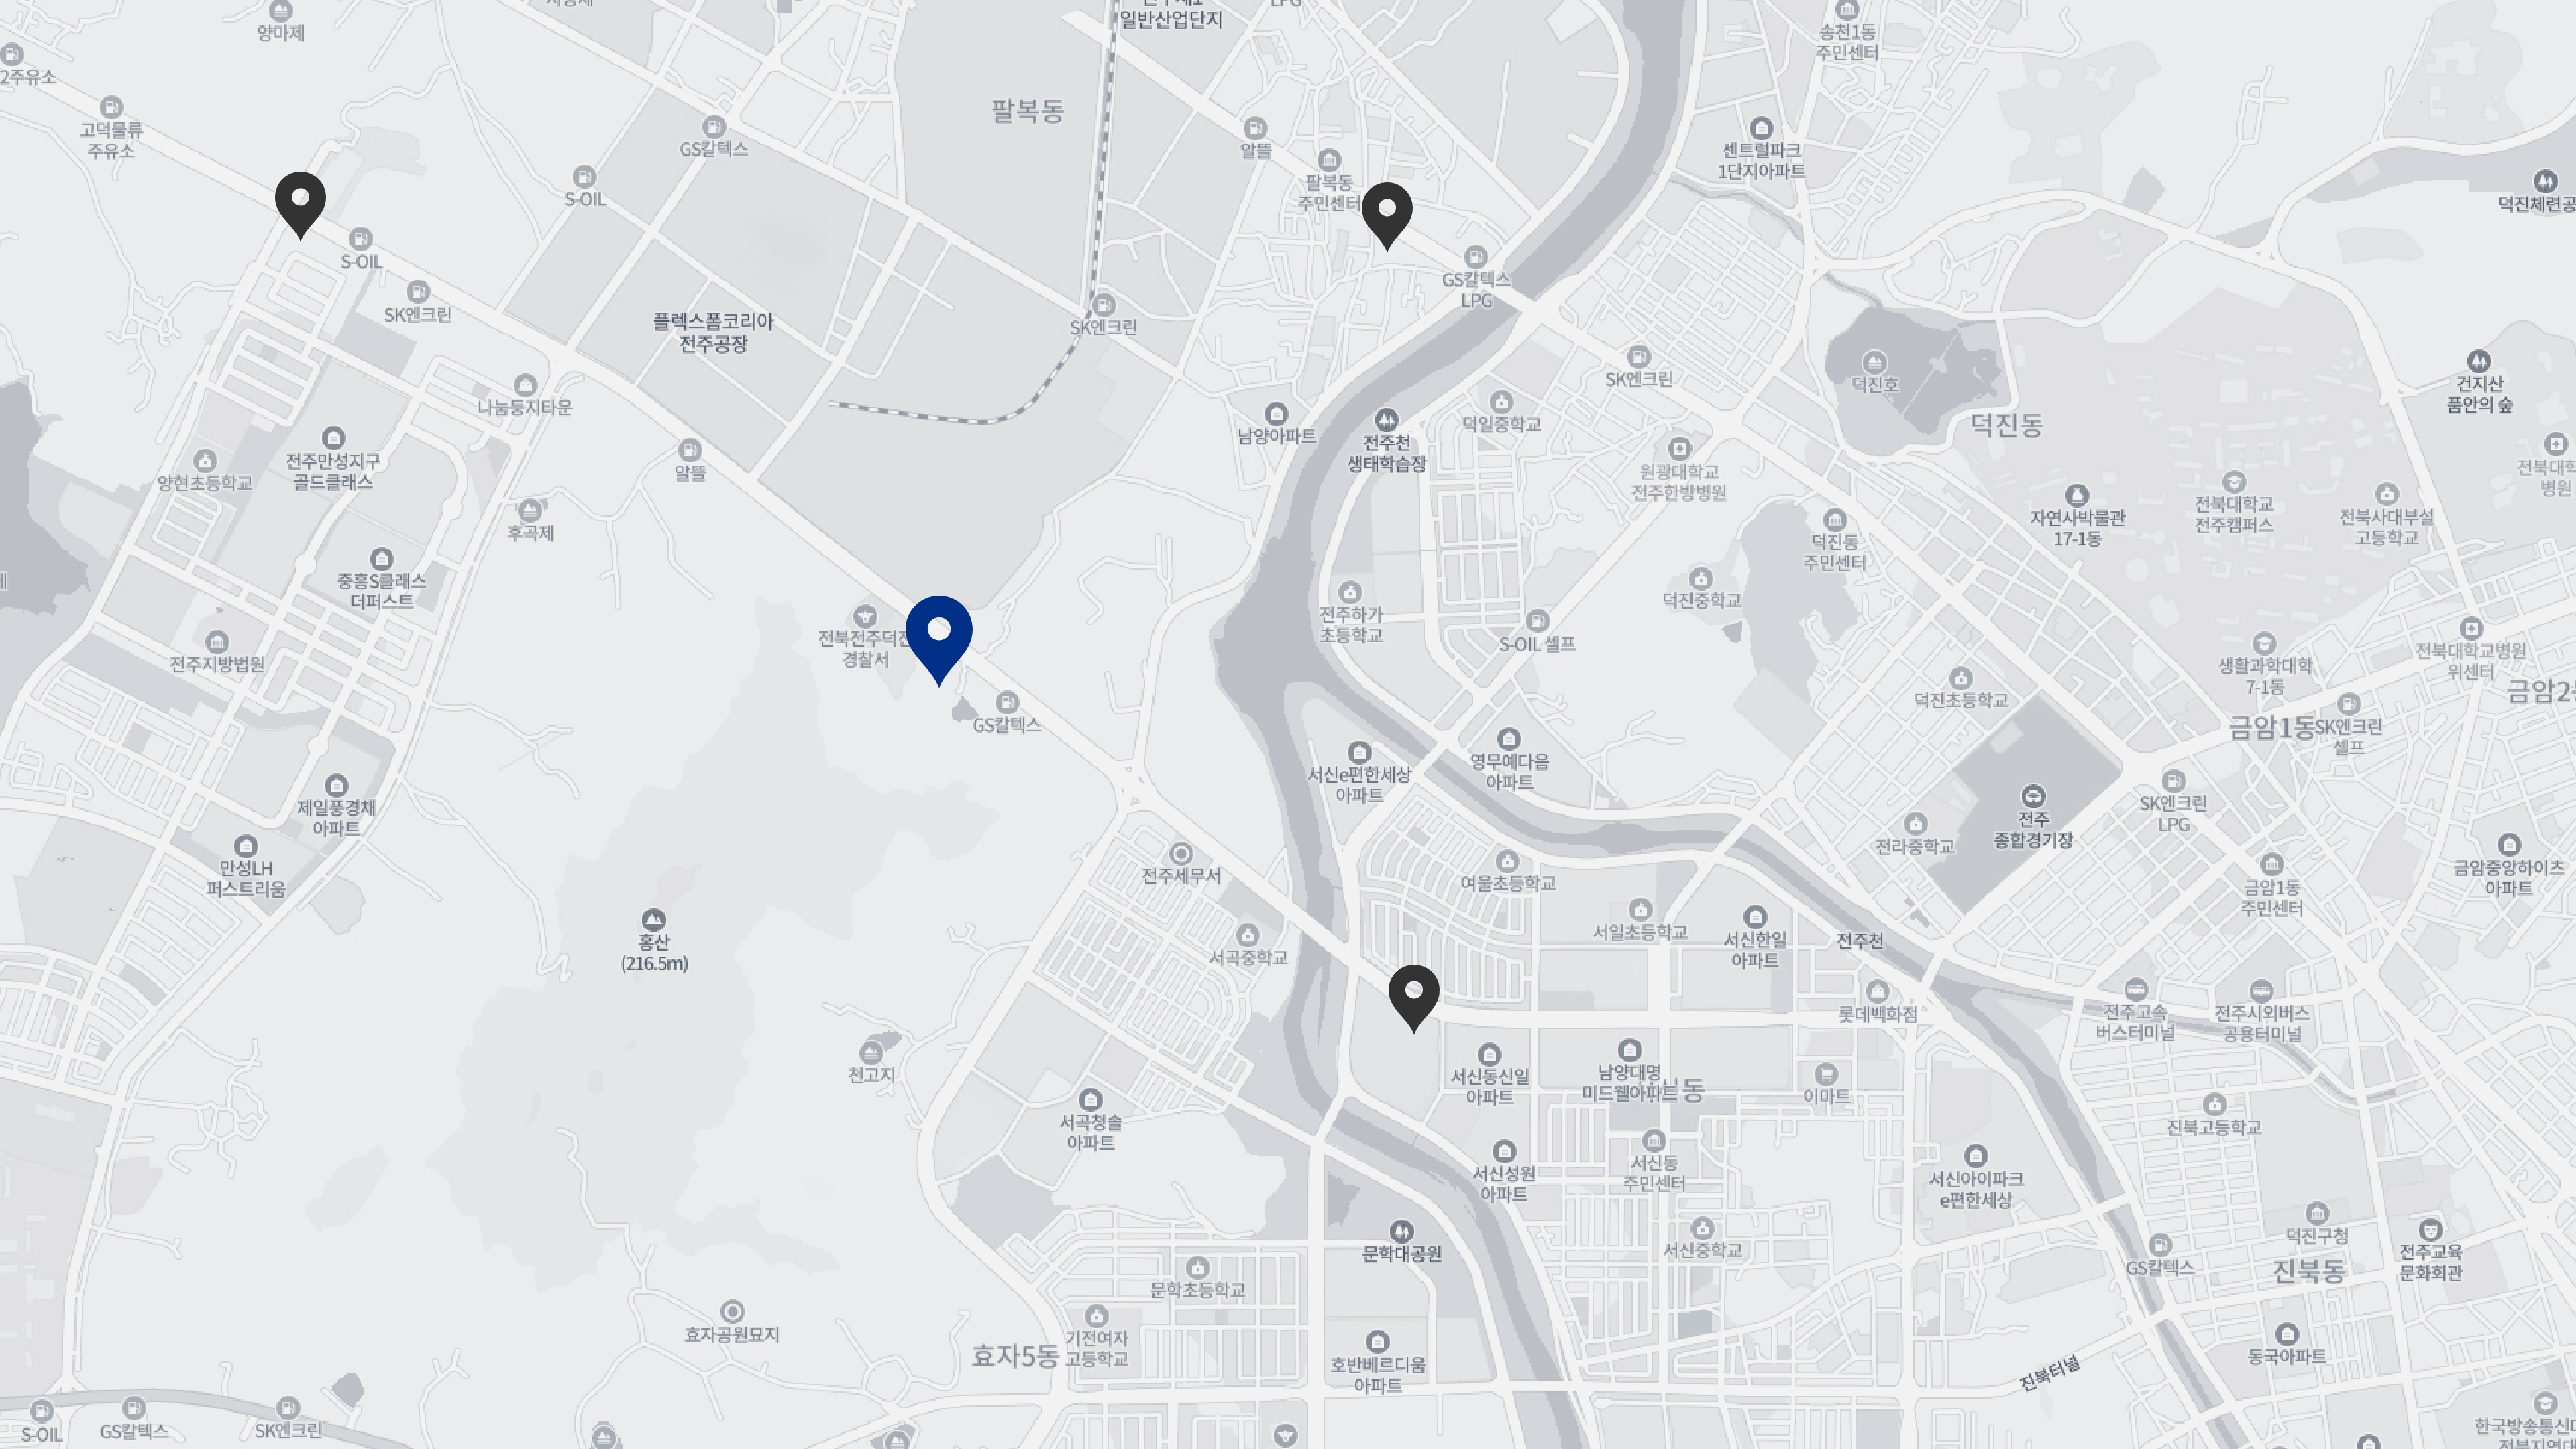 일반산업단지
LPG
양마제
송천1동
주민센터
2주유소
고덕물류
주유소
팔복동
GS칼텍스
알뜰
센트럴파크
1단지아파트
S-OIL
팔복동
주민센터
덕진체련공
S-OIL
GS칼텍스
LPG
SK엔크린
플렉스폼코리아
전주공장
SK엔크린
SK엔크린
덕진호
건지산
품안의 숲
나눔둥지타운
남양아파트
덕일중학교
덕진동
전주천
생태학습장
전주만성지구
골드클래스
양현초등학교
알뜰
원광대학교
전주한방병원
전북대학
병원
후곡제
자연사박물관
17-1동
전북대학교
전주캠퍼스
전북사대부설
고등학교
덕진동
주민센터
중흥S클래스
더퍼스트
덕진중학교
전주하가
초등학교
전북전주덕진
경찰서
S-OIL 셀프
전주지방법원
전북대학교병원
위센터
생활과학대학
7-1동
덕진초등학교
금암2동
GS칼텍스
금암1동
SK엔크린
셀프
서신e편한세상
아파트
영무예다음
아파트
제일풍경채
아파트
SK엔크린
LPG
전주
종합경기장
전라중학교
만성LH
퍼스트리움
전주세무서
여울초등학교
금암중앙하이츠
아파트
금암1동
주민센터
홍산
(216.5m)
서곡중학교
서일초등학교
서신한일
아파트
전주천
롯데백화점
전주고속
버스터미널
전주시외버스
공용터미널
천고지
서신동신일
아파트
남양대명
미드웰아파트
동
이마트
서곡청솔
아파트
진북고등학교
서신성원
아파트
서신동
주민센터
서신아이파크
e편한세상
문학대공원
서신중학교
덕진구청
전주교육
문화회관
GS칼텍스
진북동
문학초등학교
효자공원묘지
효자5동
기전여자
고등학교
호반베르디움
아파트
동국아파트
진북터널
S-OIL
GS칼텍스
SK엔크린
한국방송통신대